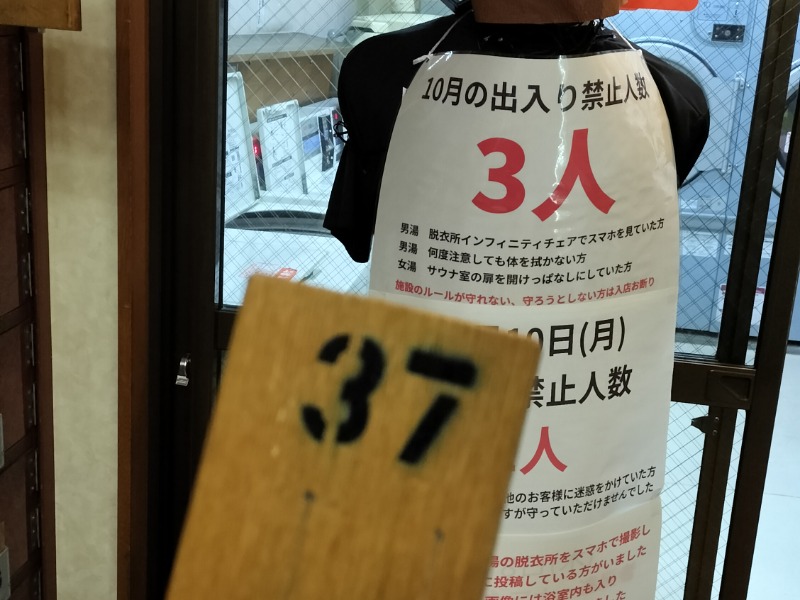 10月の出入り禁止人数
3人
男湯 脱衣所インフィニティチェアでスマホを見ていた方
男湯 何度注意しても体を拭かない方
女湯 サウナ室の扉を開けっぱなしにしていた方
施設のルールが守れない、守ろうとしない方は入店お断り
10日(月)
禁止人数
人
他のお客様に迷惑をかけていた方
すが守っていただけませんでした
湯の脱衣所をスマホで撮影し
に投稿している方がいました
画像には浴室内も入り
37